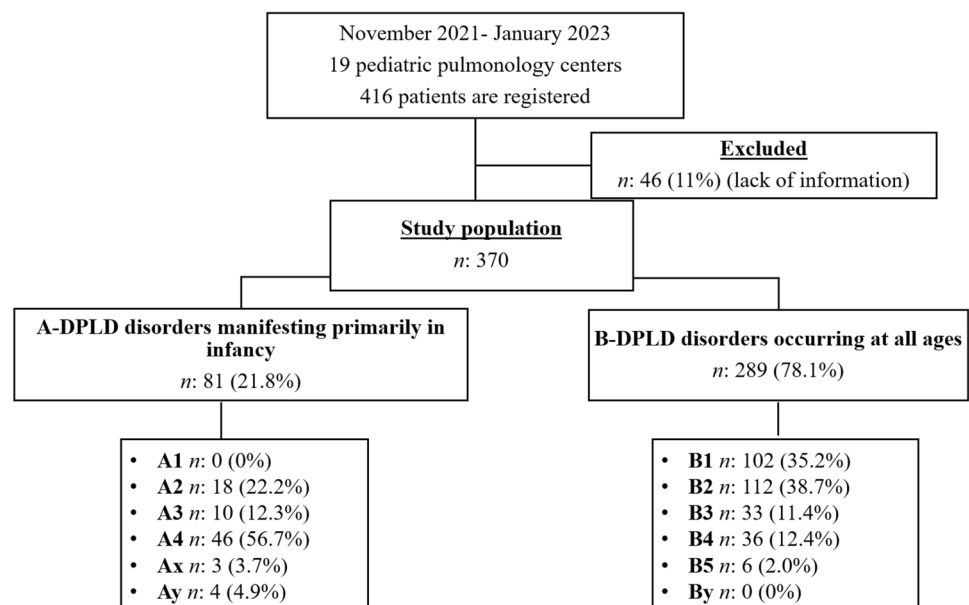 November 2021- January 2023
19 pediatric pulmonology centers
416 patients are registered
Excluded
n: 46 (11%) (lack of information)
Study population
n: 370
A-DPLD disorders manifesting primarily in
infancy
n: 81 (21.8%)
B-DPLD disorders occurring at all ages
n: 289 (78.1%)
• A1 n: 0 (0%)
• A2 n: 18 (22.2%)
• A3 n: 10 (12.3%)
• A4 n: 46 (56.7%)
• Ax n: 3 (3.7%)
• Ay n: 4 (4.9%)
• B1 n: 102 (35.2%)
• B2 n: 112 (38.7%)
• B3 n: 33 (11.4%)
• B4 n: 36 (12.4%)
• B5 n: 6 (2.0%)
• By n: 0 (0%)